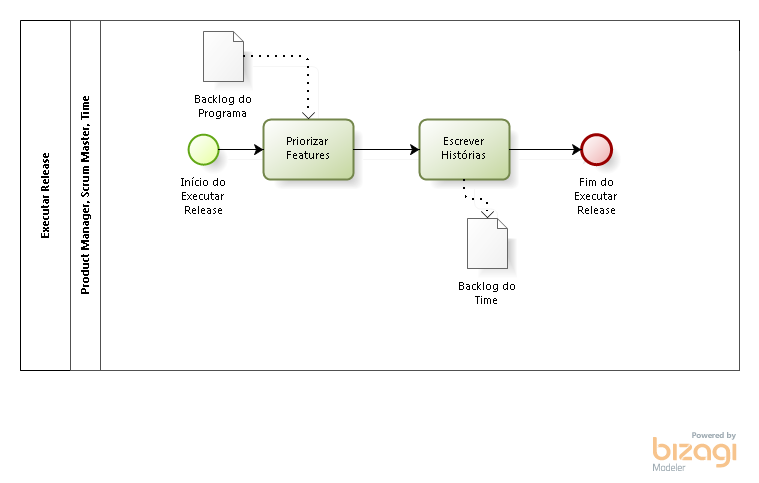 Executar Release
Product Manager, Scrum Master, Time
Backlog do
Programa
Início do
Executar
Release
Priorizar
Features
Escrever
Histórias
Fim do
Executar
Release
Backlog do
Time
Powered by
bizagi
Modeler